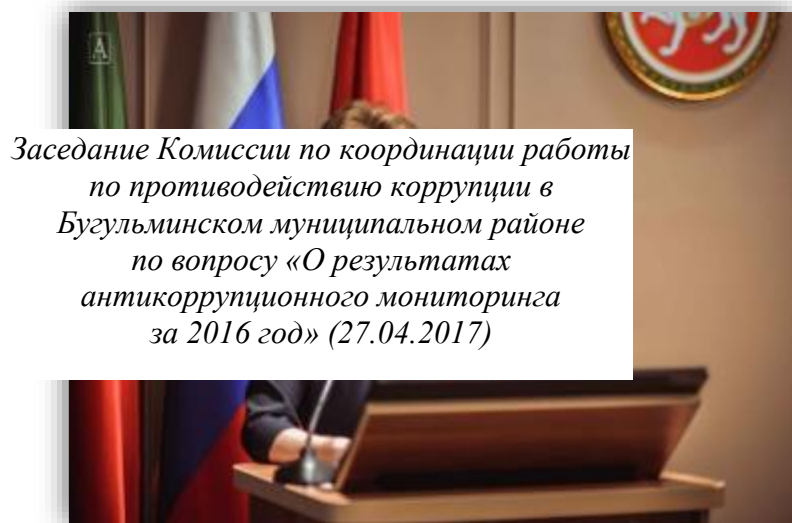 A
Заседание Комиссии по координации работы
по противодействию коррупции в
Бугульминском муниципальном районе
по вопросу «О результатах
антикоррупционного мониторинга
за 2016 год» (27.04.2017)